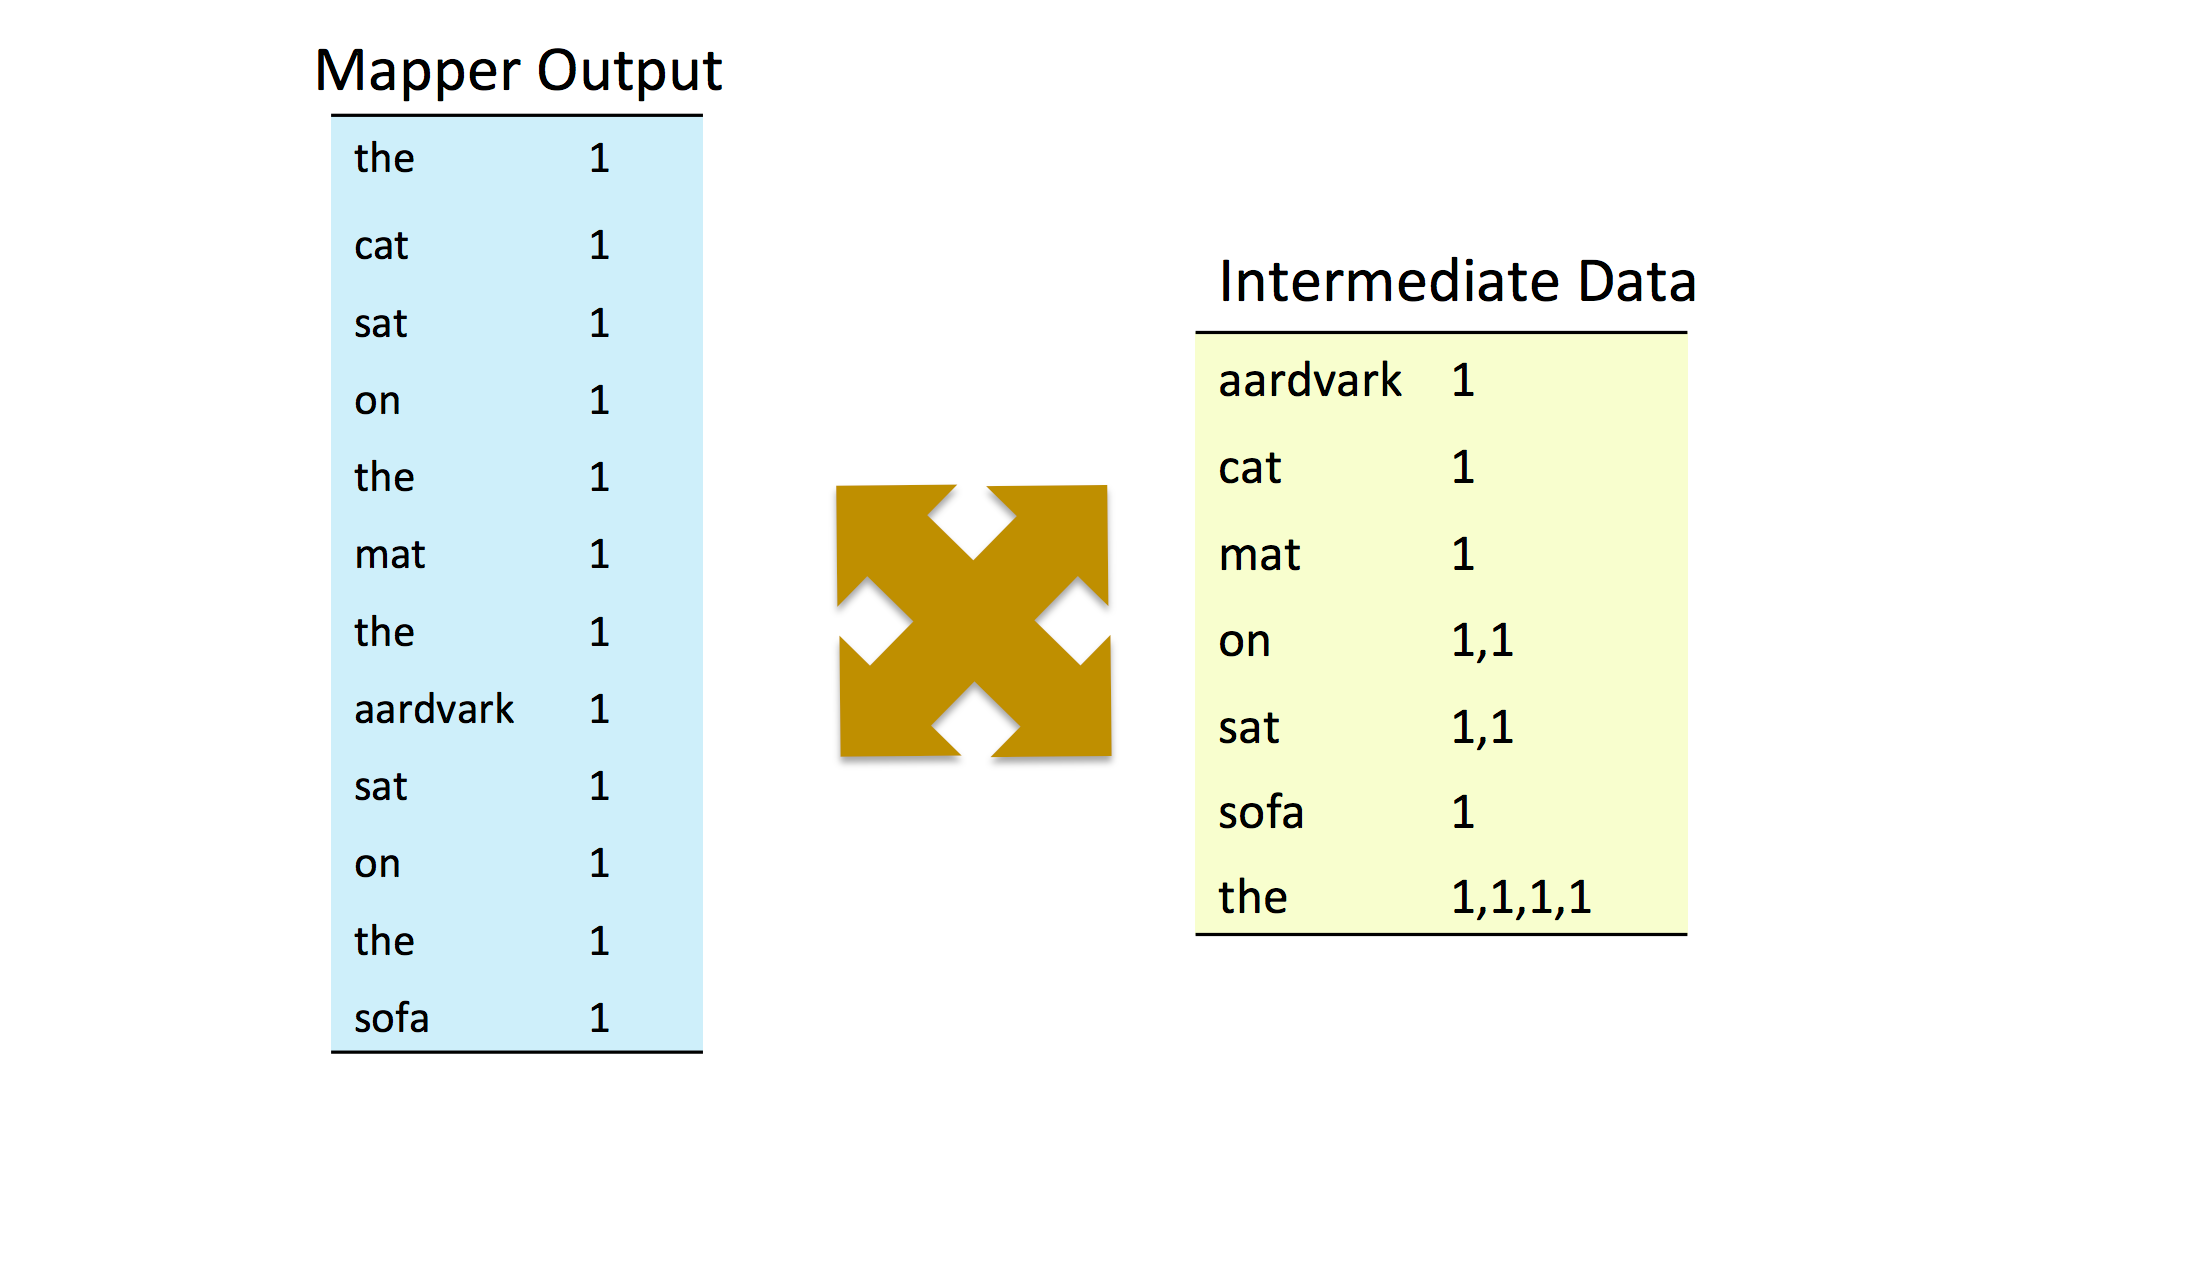 Mapper Output
the 1
cat 1
sat 1
on 1
the 1
mat 1
the 1
aardvark 1
sat 1
on 1
the 1
sofa 1
Intermediate Data
aardvark 1
cat 1
mat 1
on 1,1
sat 1,1
sofa 1
the 1,1,1,1